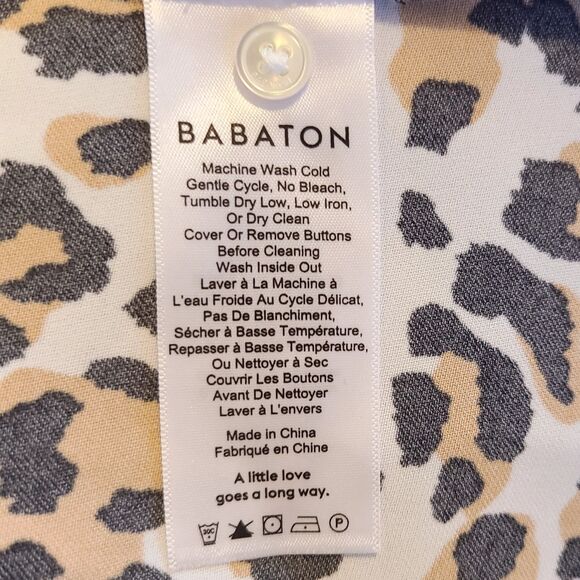 BABATON
Machine Wash Cold
Gentle Cycle, No Bleach,
Tumble Dry Low, Low Iron,
Or Dry Clean
Cover Or Remove Buttons
Before Cleaning
Wash Inside Out
Laver à La Machine à
L'eau Froide Au Cycle Délicat,
Pas De Blanchiment,
Sécher à Basse Température,
Repasser à Basse Température,
Ou Nettoyer à Sec
Couvrir Les Boutons
Avant De Nettoyer
Laver à L'envers
Made in China
Fabriqué en Chine
A little love
goes a long way.
30C P